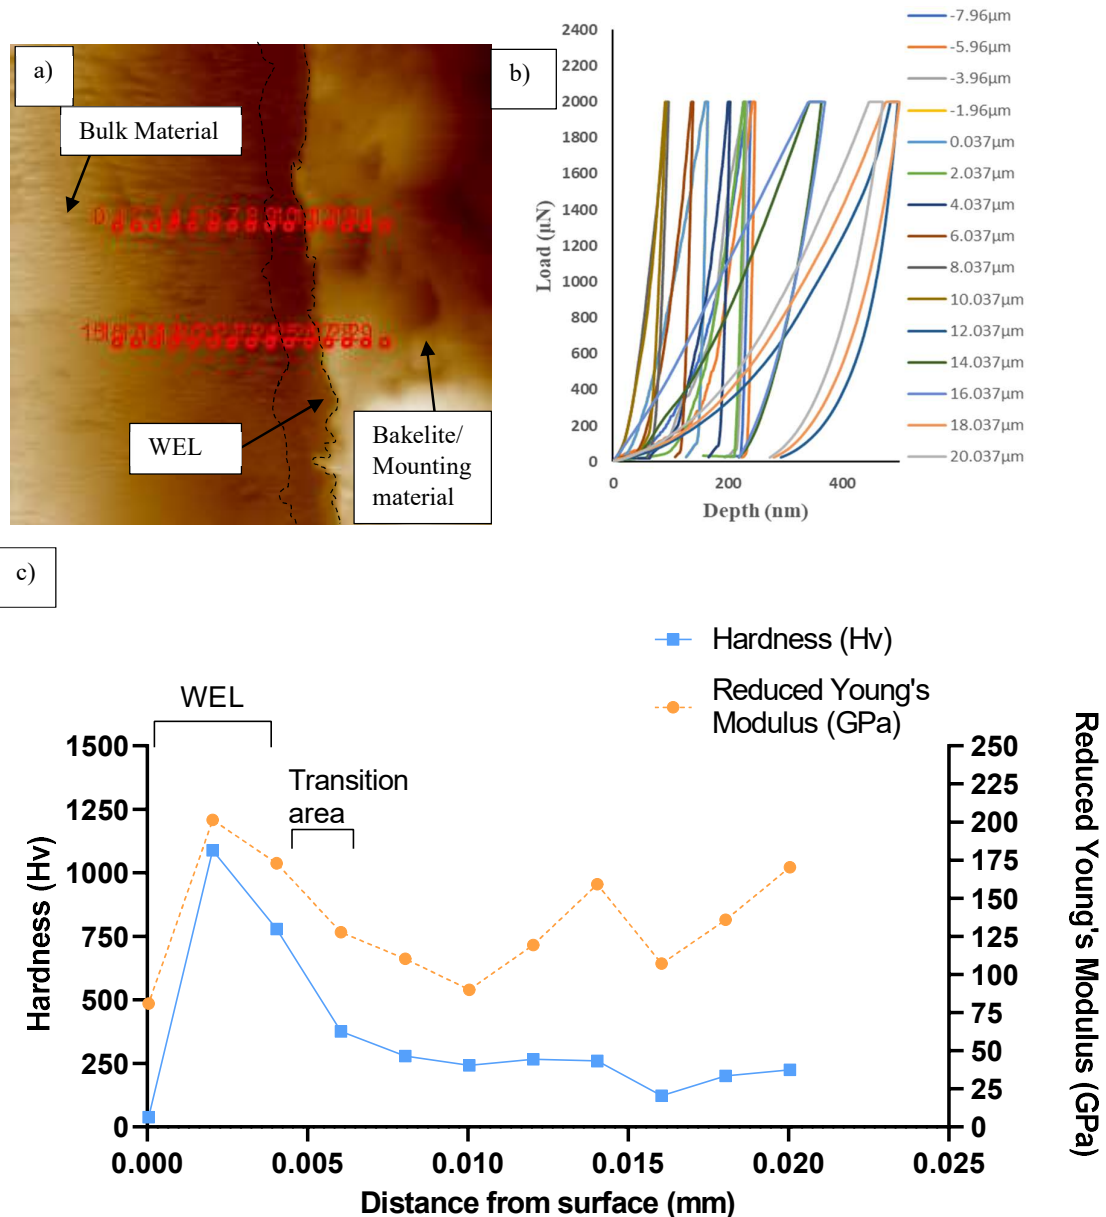 a)
Bulk Material
WEL
Bakelite/
Mounting
material
b)
2400
2200
2000
1800
1600
1400
1200
1000
800
600
400
200
0
Load (µN)
0
200
400
Depth (nm)
-7.96µm
-5.96µm
-3.96µm
-1.96µm
0.037µm
2.037µm
4.037µm
6.037µm
8.037µm
10.037µm
12.037µm
14.037µm
16.037µm
18.037µm
20.037µm
c)
Hardness (Hv)
Reduced Young's
Modulus (GPa)
WEL
Transition
area
1500
1250
1000
750
500
250
0
Hardness (Hv)
250
225
200
175
150
125
100
75
50
25
0
Reduced Young's Modulus (GPa)
0.000
0.005
0.010
0.015
0.020
0.025
Distance from surface (mm)